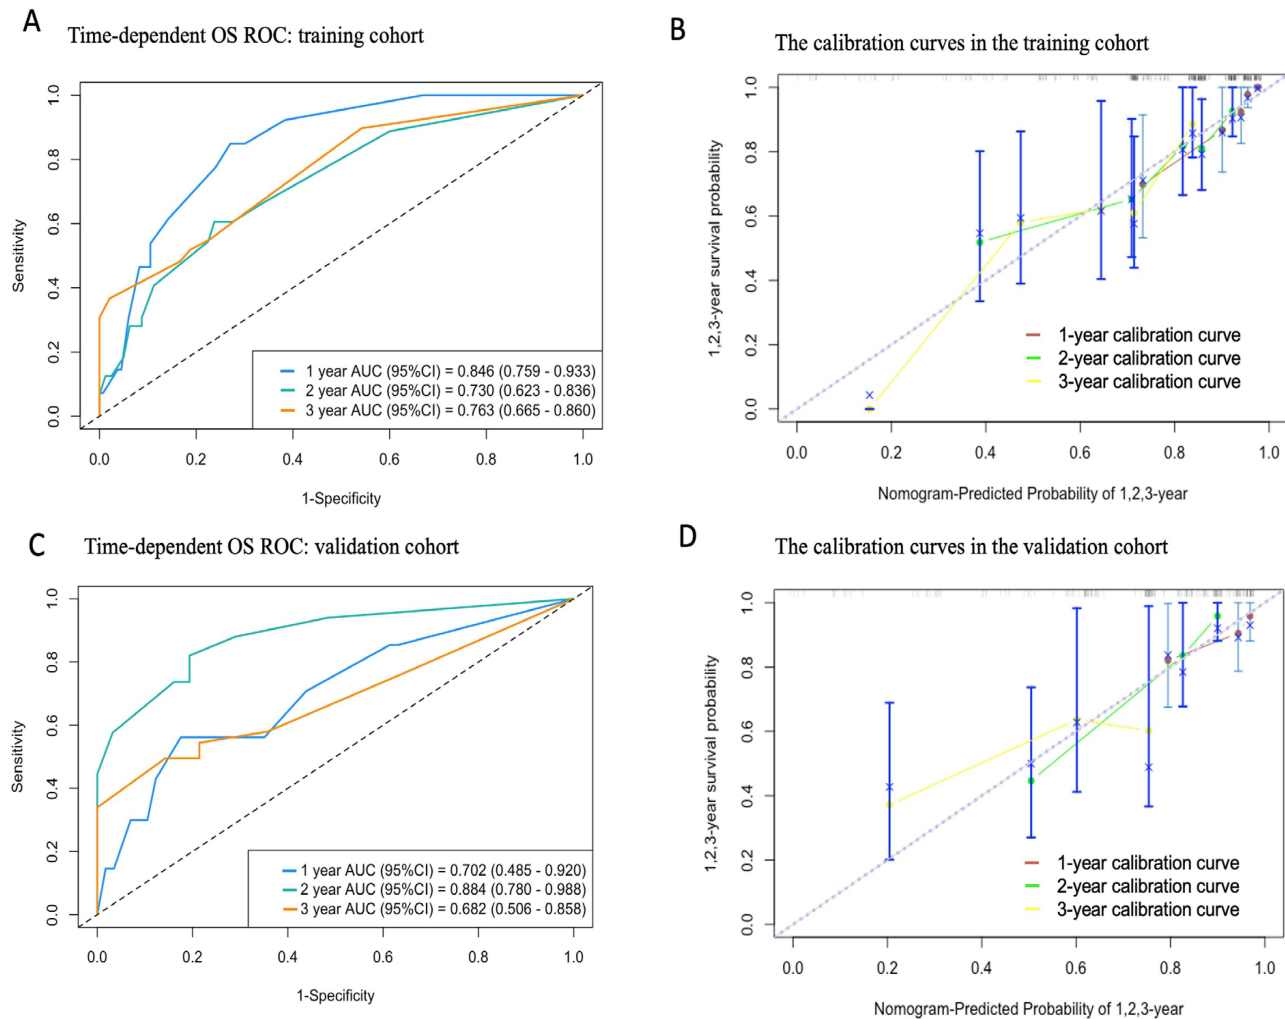 A
Time-dependent OS ROC: training cohort
Sensitivity
0.0 0.2 0.4 0.6 0.8 1.0
1 year AUC (95%CI) = 0.846 (0.759 - 0.933)
2 year AUC (95%CI) = 0.730 (0.623 - 0.836)
3 year AUC (95%CI) = 0.763 (0.665 - 0.860)
0.0 0.2 0.4 0.6 0.8 1.0
1-Specificity
B
The calibration curves in the training cohort
1,2,3-year survival probability
0.0 0.2 0.4 0.6 0.8 1.0
1-year calibration curve
2-year calibration curve
3-year calibration curve
0.0 0.2 0.4 0.6 0.8 1.0
Nomogram-Predicted Probability of 1,2,3-year
C
Time-dependent OS ROC: validation cohort
Sensitivity
0.0 0.2 0.4 0.6 0.8 1.0
1 year AUC (95%CI) = 0.702 (0.485 - 0.920)
2 year AUC (95%CI) = 0.884 (0.780 - 0.988)
3 year AUC (95%CI) = 0.682 (0.506 - 0.858)
0.0 0.2 0.4 0.6 0.8 1.0
1-Specificity
D
The calibration curves in the validation cohort
1,2,3-year survival probability
0.0 0.2 0.4 0.6 0.8 1.0
1-year calibration curve
2-year calibration curve
3-year calibration curve
0.0 0.2 0.4 0.6 0.8 1.0
Nomogram-Predicted Probability of 1,2,3-year